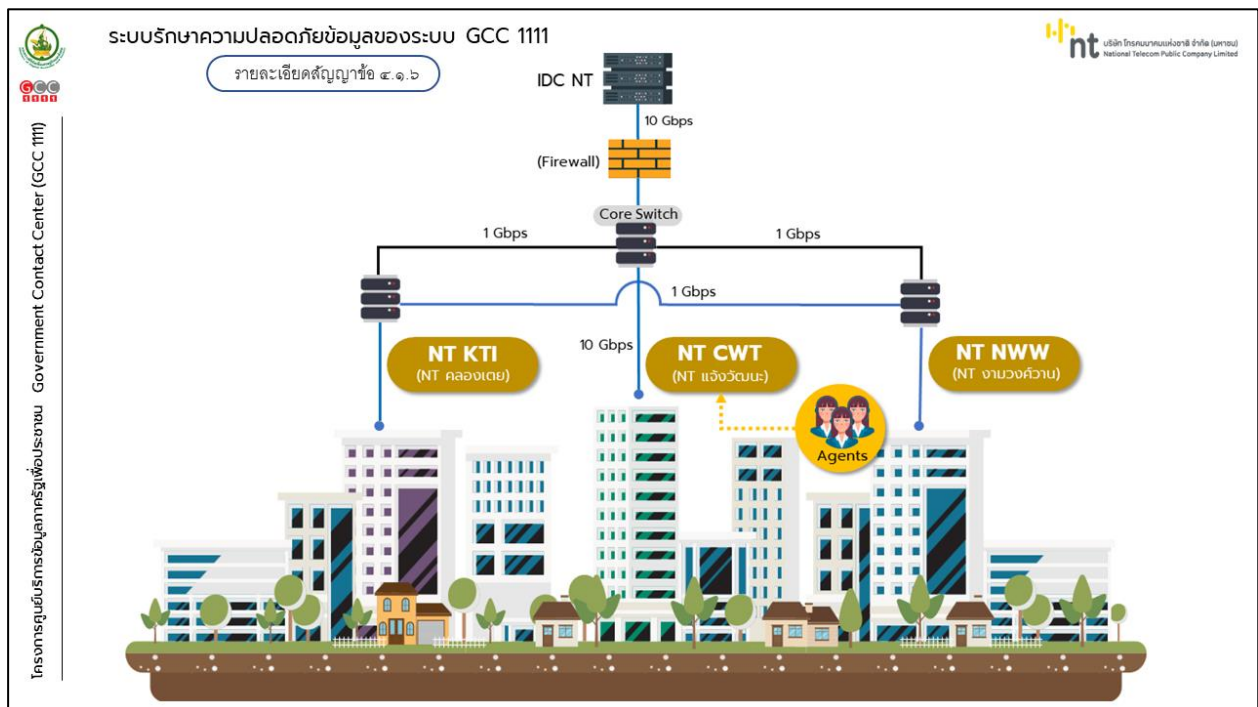 ระบบรักษาความปลอดภัยข้อมูลของระบบ GCC 1111
รายละเอียดสัญญาข้อ ๔.๑.๖
nt บริษัท โทรคมนาคมแห่งชาติ จำกัด (มหาชน)
National Telecom Public Company Limited
GCC
1111
โครงการศูนย์บริการข้อมูลภาครัฐเพื่อประชาชน Government Contact Center (GCC 1111)
IDC NT
10 Gbps
(Firewall)
Core Switch
1 Gbps
1 Gbps
1 Gbps
10 Gbps
NT KTI
(NT คลองเตย)
NT CWT
(NT แจ้งวัฒนะ)
NT NWW
(NT งามวงศ์วาน)
Agents